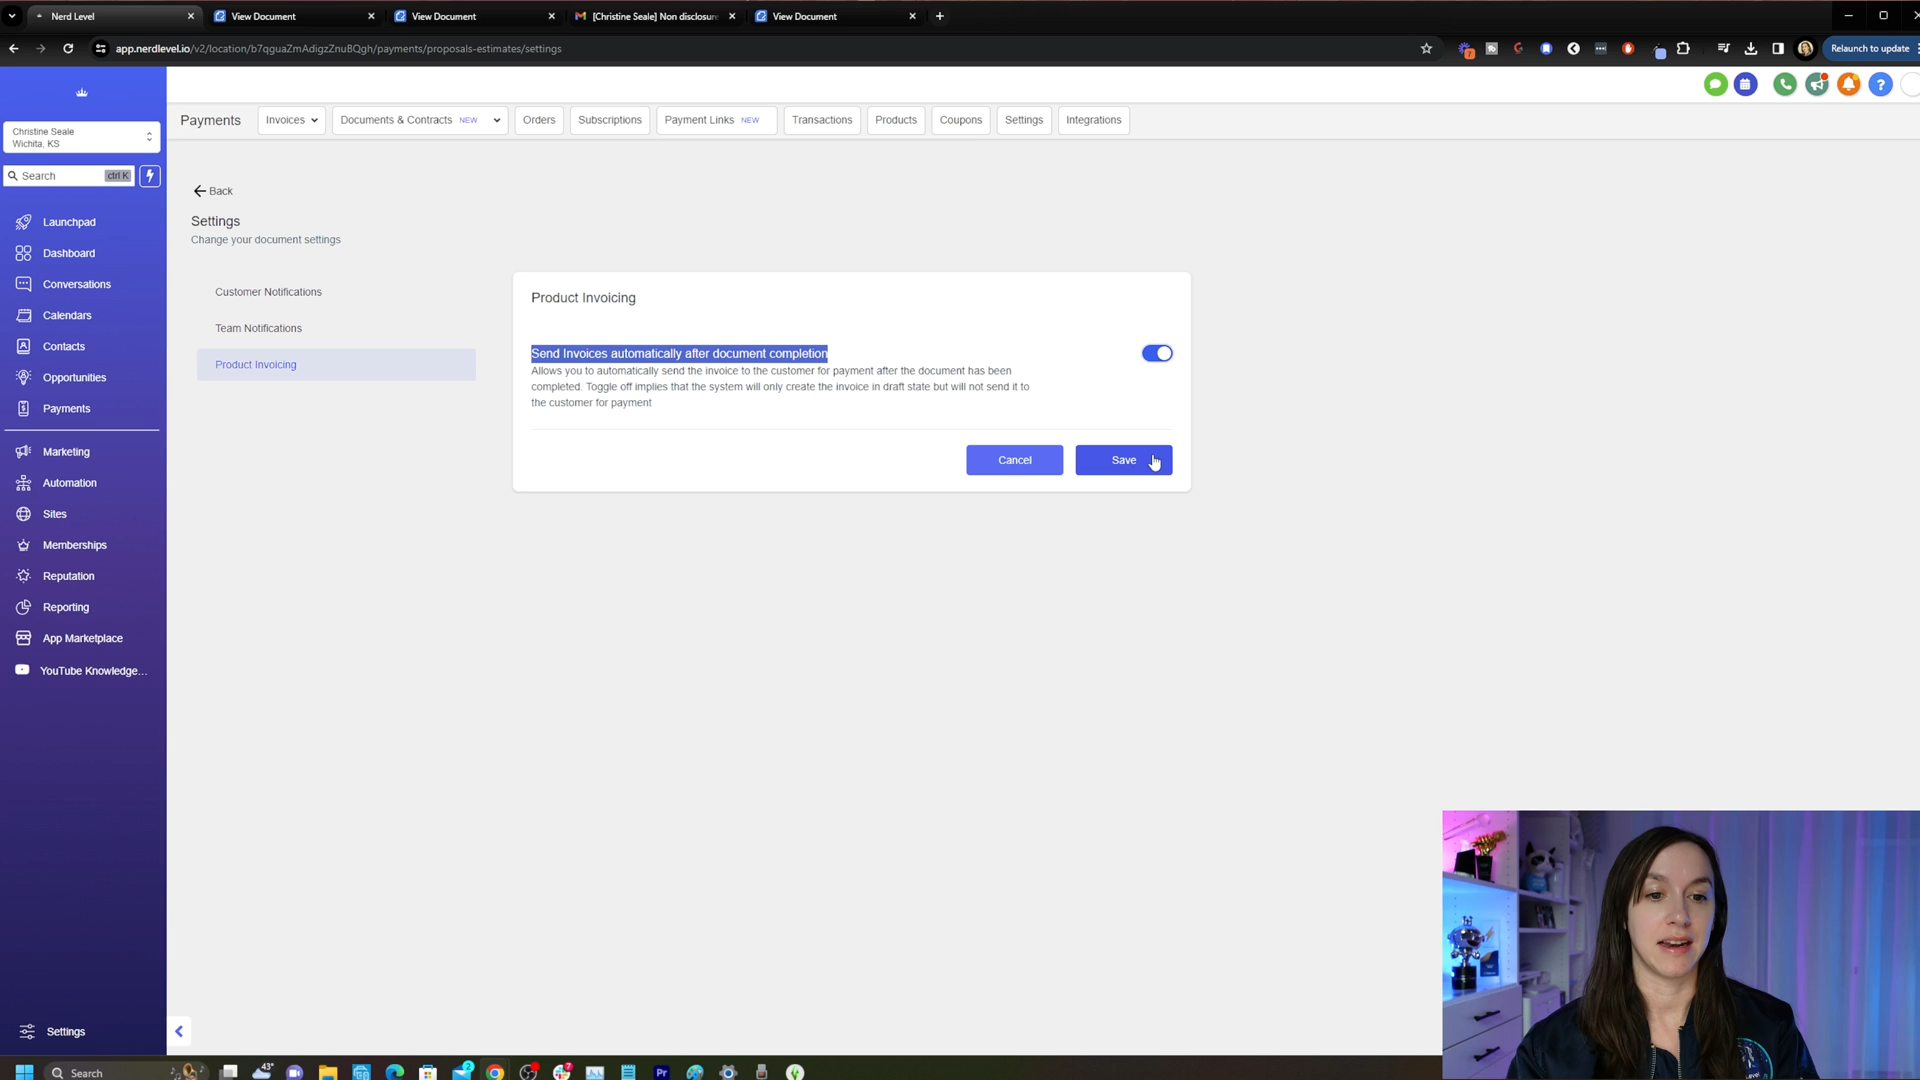 Nerd Level
View Document
View Document
[Christine Seale] Non disclosure
View Document
app.nerdlevel.io/v2/location/b7qguaZmAdigzZnuBQgh/payments/proposals-estimates/settings
Relaunch to update
Christine Seale
Wichita, KS
Search
ctrl K
Payments
Invoices
Documents & Contracts NEW
Orders
Subscriptions
Payment Links NEW
Transactions
Products
Coupons
Settings
Integrations
Launchpad
Dashboard
Conversations
Calendars
Contacts
Opportunities
Payments
Marketing
Automation
Sites
Memberships
Reputation
Reporting
App Marketplace
YouTube Knowledge...
Settings
Back
Settings
Change your document settings
Customer Notifications
Team Notifications
Product Invoicing
Product Invoicing
Send Invoices automatically after document completion
Allows you to automatically send the invoice to the customer for payment after the document has been
completed. Toggle off implies that the system will only create the invoice in draft state but will not send it to
the customer for payment
Cancel
Save
Search
43°
Pr